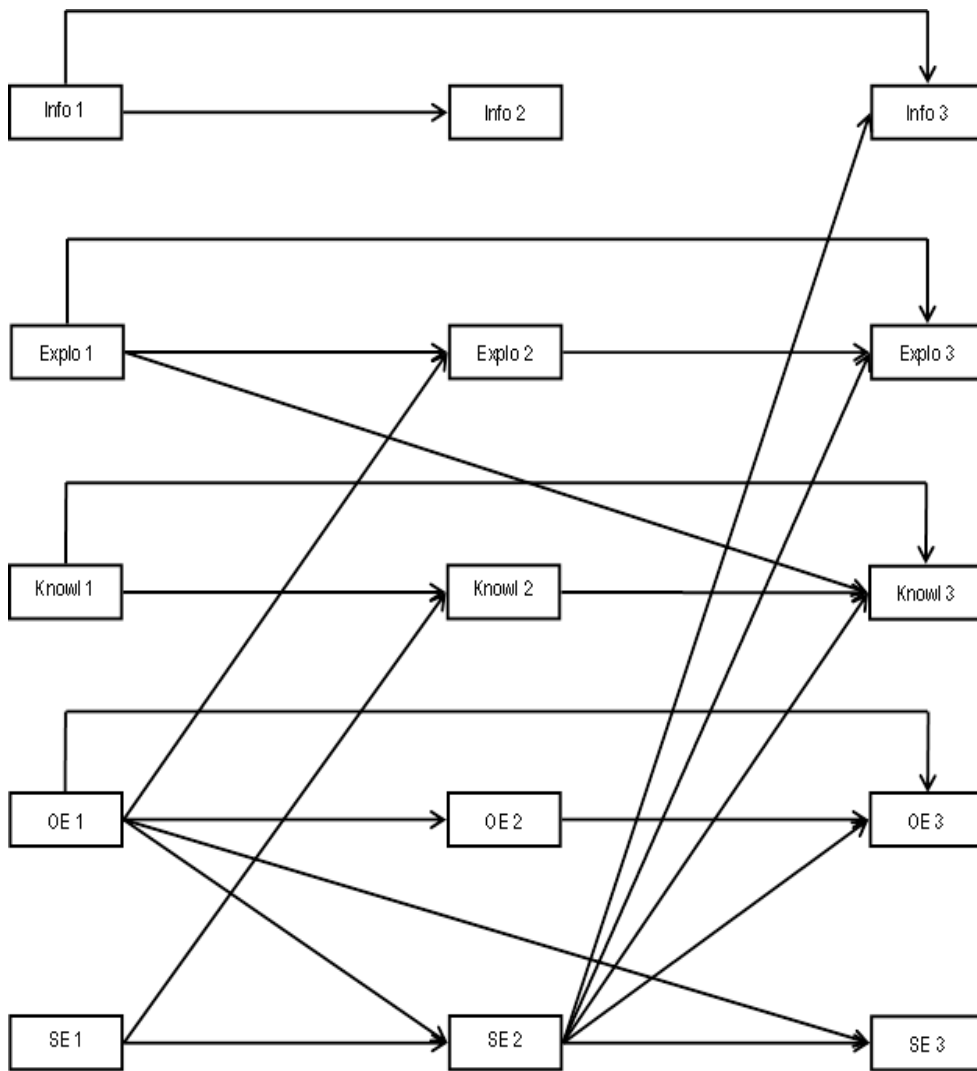 Info 1
Info 2
Info 3
Explo 1
Explo 2
Explo 3
Knowl 1
Knowl 2
Knowl 3
OE 1
OE 2
OE 3
SE 1
SE 2
SE 3